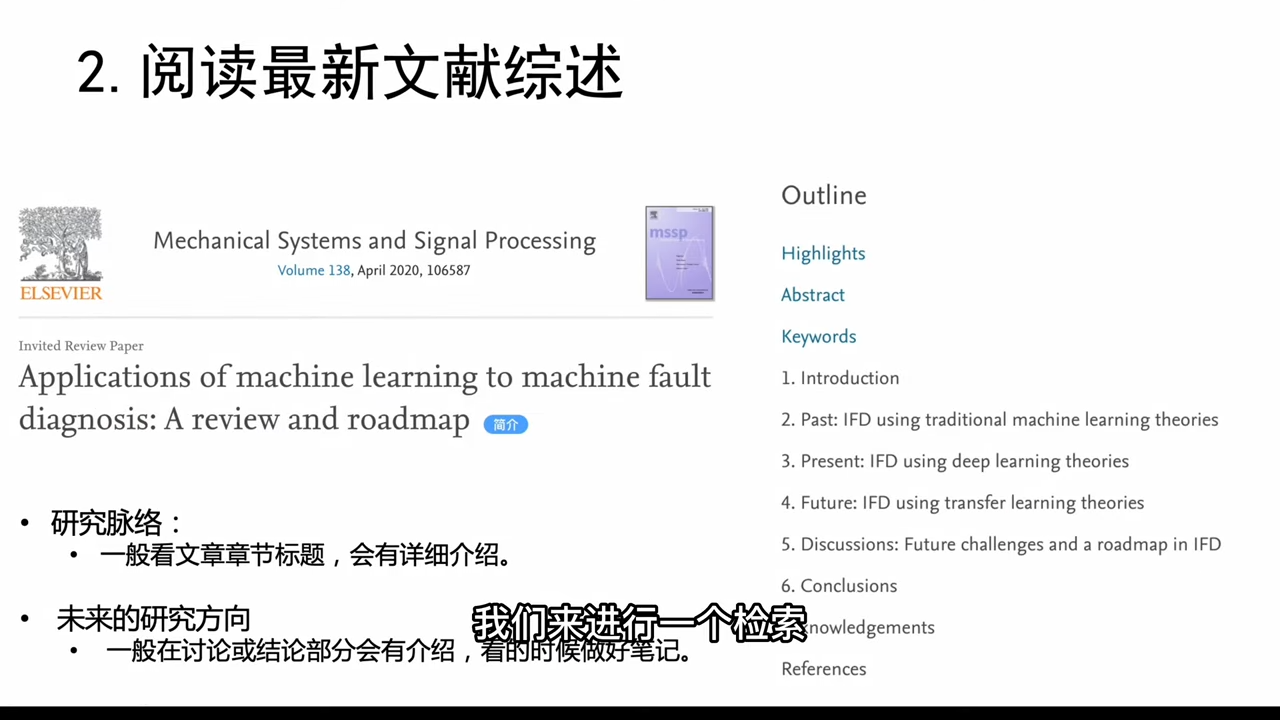 2. 阅读最新文献综述
ELSEVIER
Mechanical Systems and Signal Processing
Volume 138, April 2020, 106587
mssp
Invited Review Paper
Applications of machine learning to machine fault
diagnosis: A review and roadmap 简介
• 研究脉络：
• 一般看文章章节标题，会有详细介绍。
• 未来的研究方向
• 一般在讨论或结论部分会有介绍，看的时候做好笔记。
我们来进行一个检索
Outline
Highlights
Abstract
Keywords
1. Introduction
2. Past: IFD using traditional machine learning theories
3. Present: IFD using deep learning theories
4. Future: IFD using transfer learning theories
5. Discussions: Future challenges and a roadmap in IFD
6. Conclusions
knowledgements
References